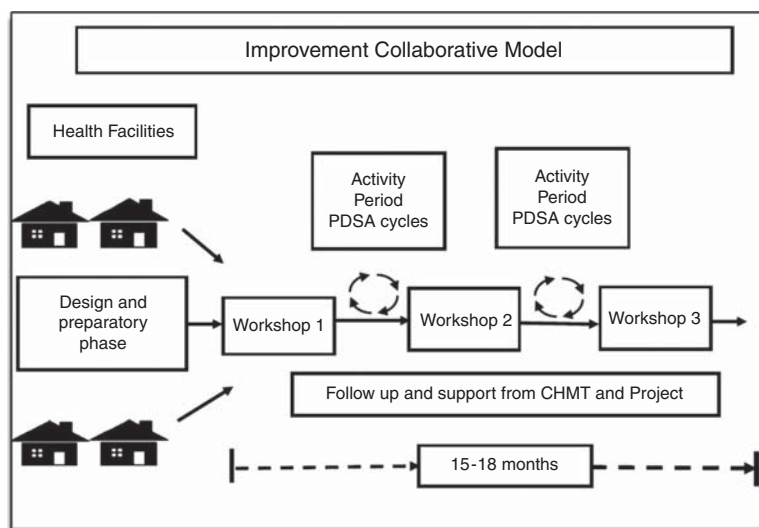 Improvement Collaborative Model
Health Facilities
Activity
Period
PDSA cycles
Activity
Period
PDSA cycles
Design and
preparatory
phase
Workshop 1
Workshop 2
Workshop 3
Follow up and support from CHMT and Project
15-18 months